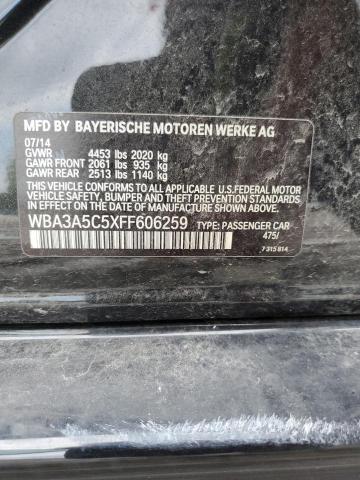 MFD BY BAYERISCHE MOTOREN WERKE AG
07/14
GVWR 4453 lbs 2020 kg
GAWR FRONT 2061 lbs 935 kg
GAWR REAR 2513 lbs 1140 kg
THIS VEHICLE CONFORMS TO ALL APPLICABLE U.S. FEDERAL MOTOR
VEHICLE SAFETY, BUMPER AND THEFT PREVENTION STANDARDS
IN EFFECT ON THE DATE OF MANUFACTURE SHOWN ABOVE.
WBA3A5C5XFF606259 TYPE: PASSENGER CAR
475/
7 315 814